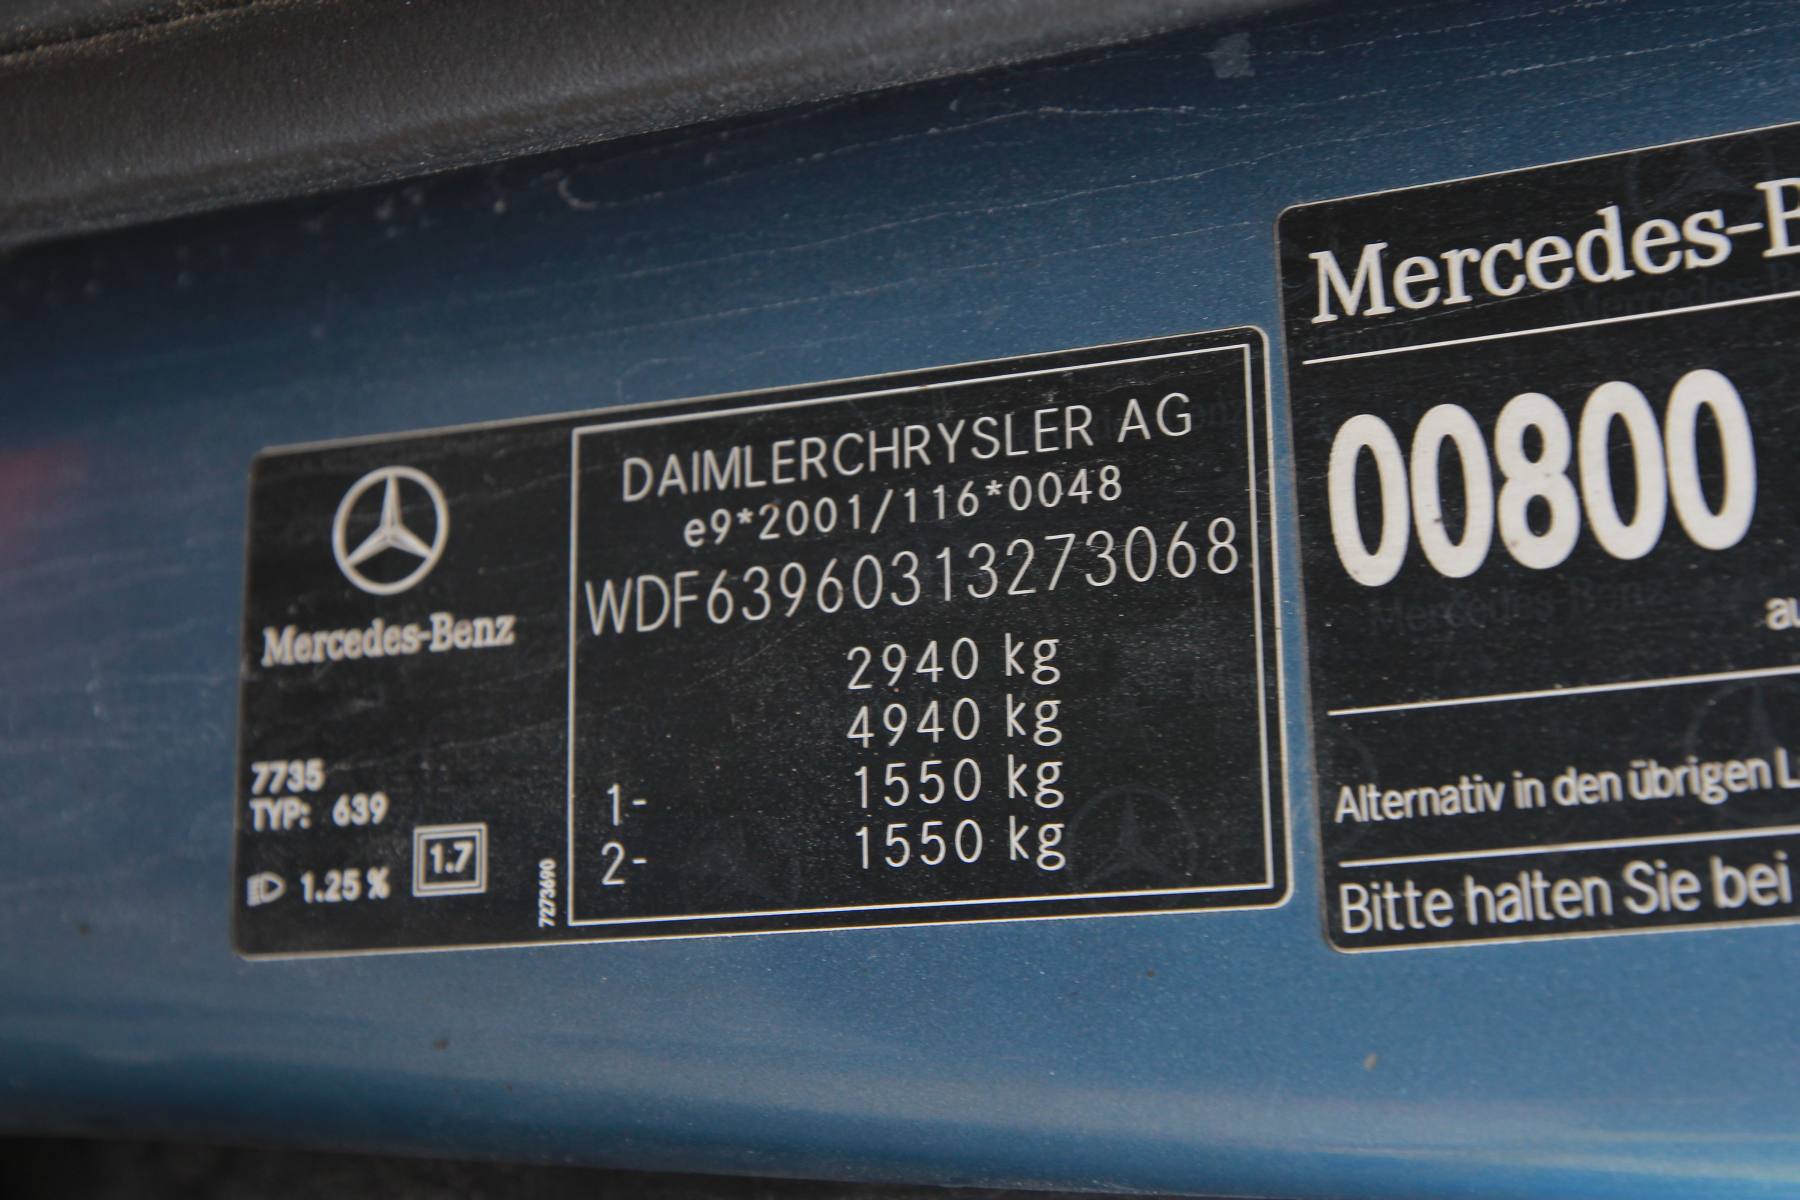 Mercedes-Benz
7735
TYP: 639
1.25 %
1.7
7273690
DAIMLERCHRYSLER AG
e9*2001/116*0048
WDF63960313273068
2940 kg
4940 kg
1- 1550 kg
2- 1550 kg
Mercedes-B
00800
au
Alternativ in den übrigen L
Bitte halten Sie bei